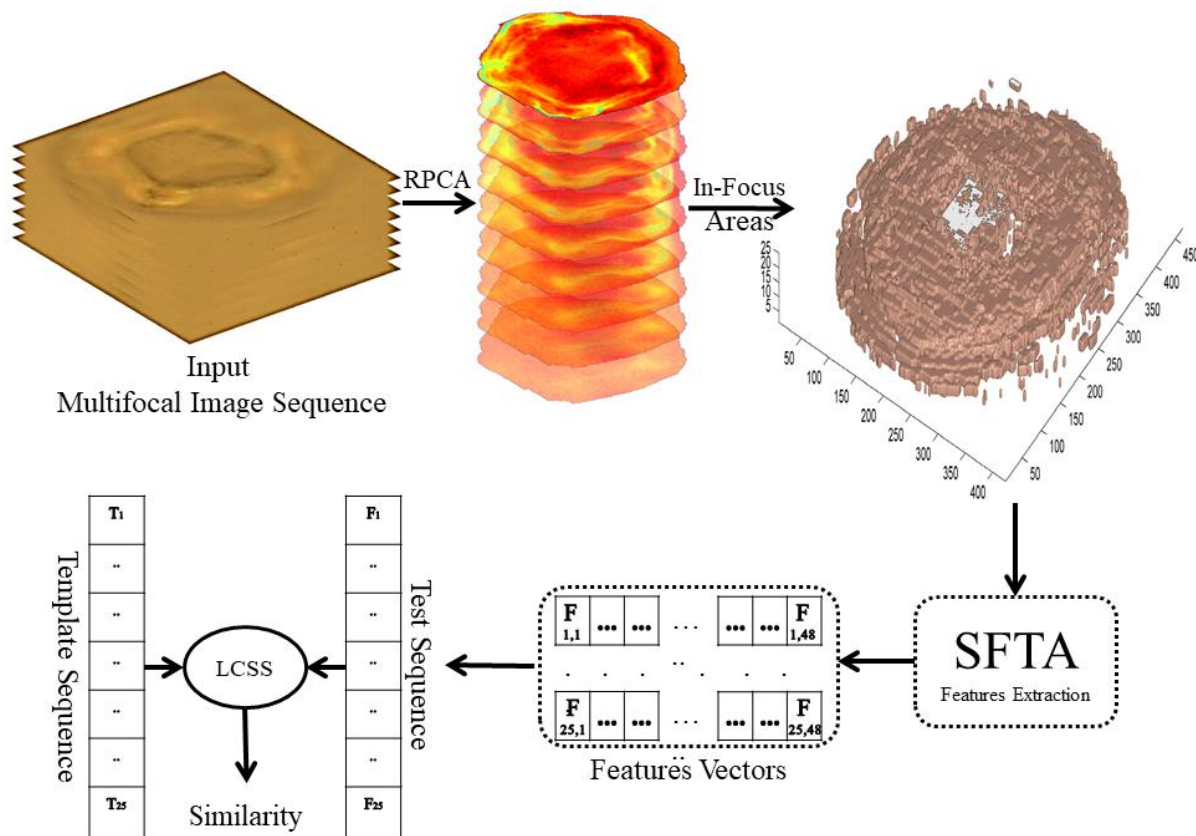 RPCA
In-Focus
Areas
Input
Multifocal Image Sequence
25
20
15
10
5
50
100
150
200
250
300
350
400
50
100
150
200
250
300
350
400
450
Template Sequence
T1
..
..
..
..
..
T25
LCSS
Similarity
F1
..
..
..
..
..
F25
Test Sequence
F ... ... . . . ... ... F
1,1 1,48
..
. . . . . .
F ... ... . . . ... ... F
25,1 25,48
..
Features Vectors
SFTA
Features Extraction